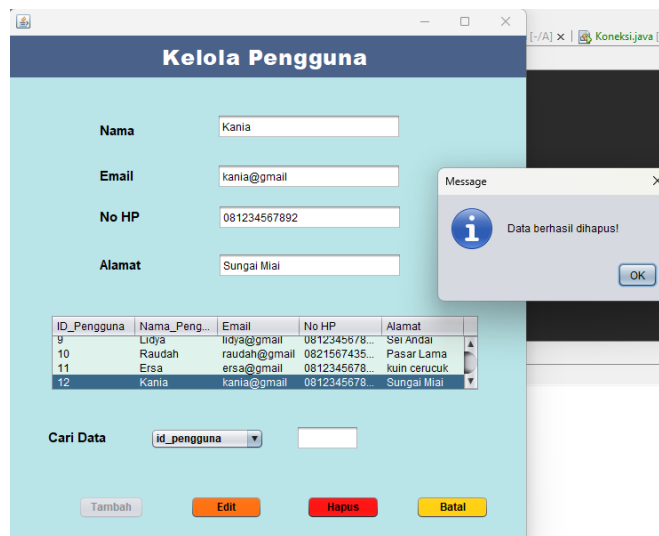 [-/A] × | Koneksi.java [
Kelola Pengguna
Nama
Kania
Email
kania@gmail
No HP
081234567892
Alamat
Sungai Miai
Message
Data berhasil dihapus!
OK
ID_Pengguna Nama_Peng... Email No HP Alamat
9 Lidya lidya@gmail 0812345678... Sei Andai
10 Raudah raudah@gmail 0821567435... Pasar Lama
11 Ersa ersa@gmail 0812345678... kuin cerucuk
12 Kania kania@gmail 0812345678... Sungai Miai
Cari Data
id_pengguna
Tambah Edit Hapus Batal